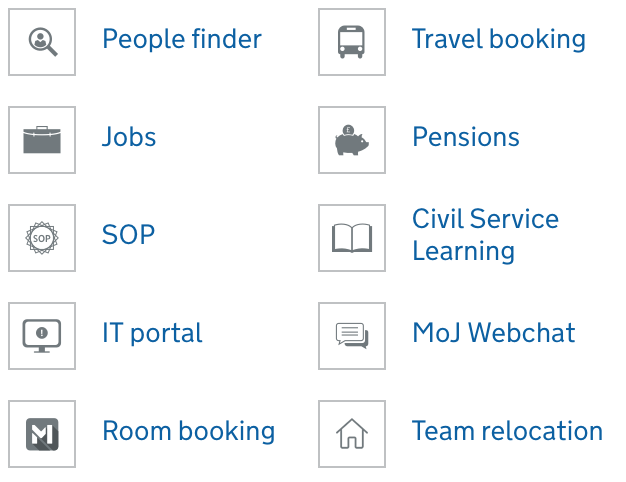 People finder
Travel booking
Jobs
Pensions
SOP
SOP
Civil Service
Learning
IT portal
MoJ Webchat
M
Room booking
Team relocation